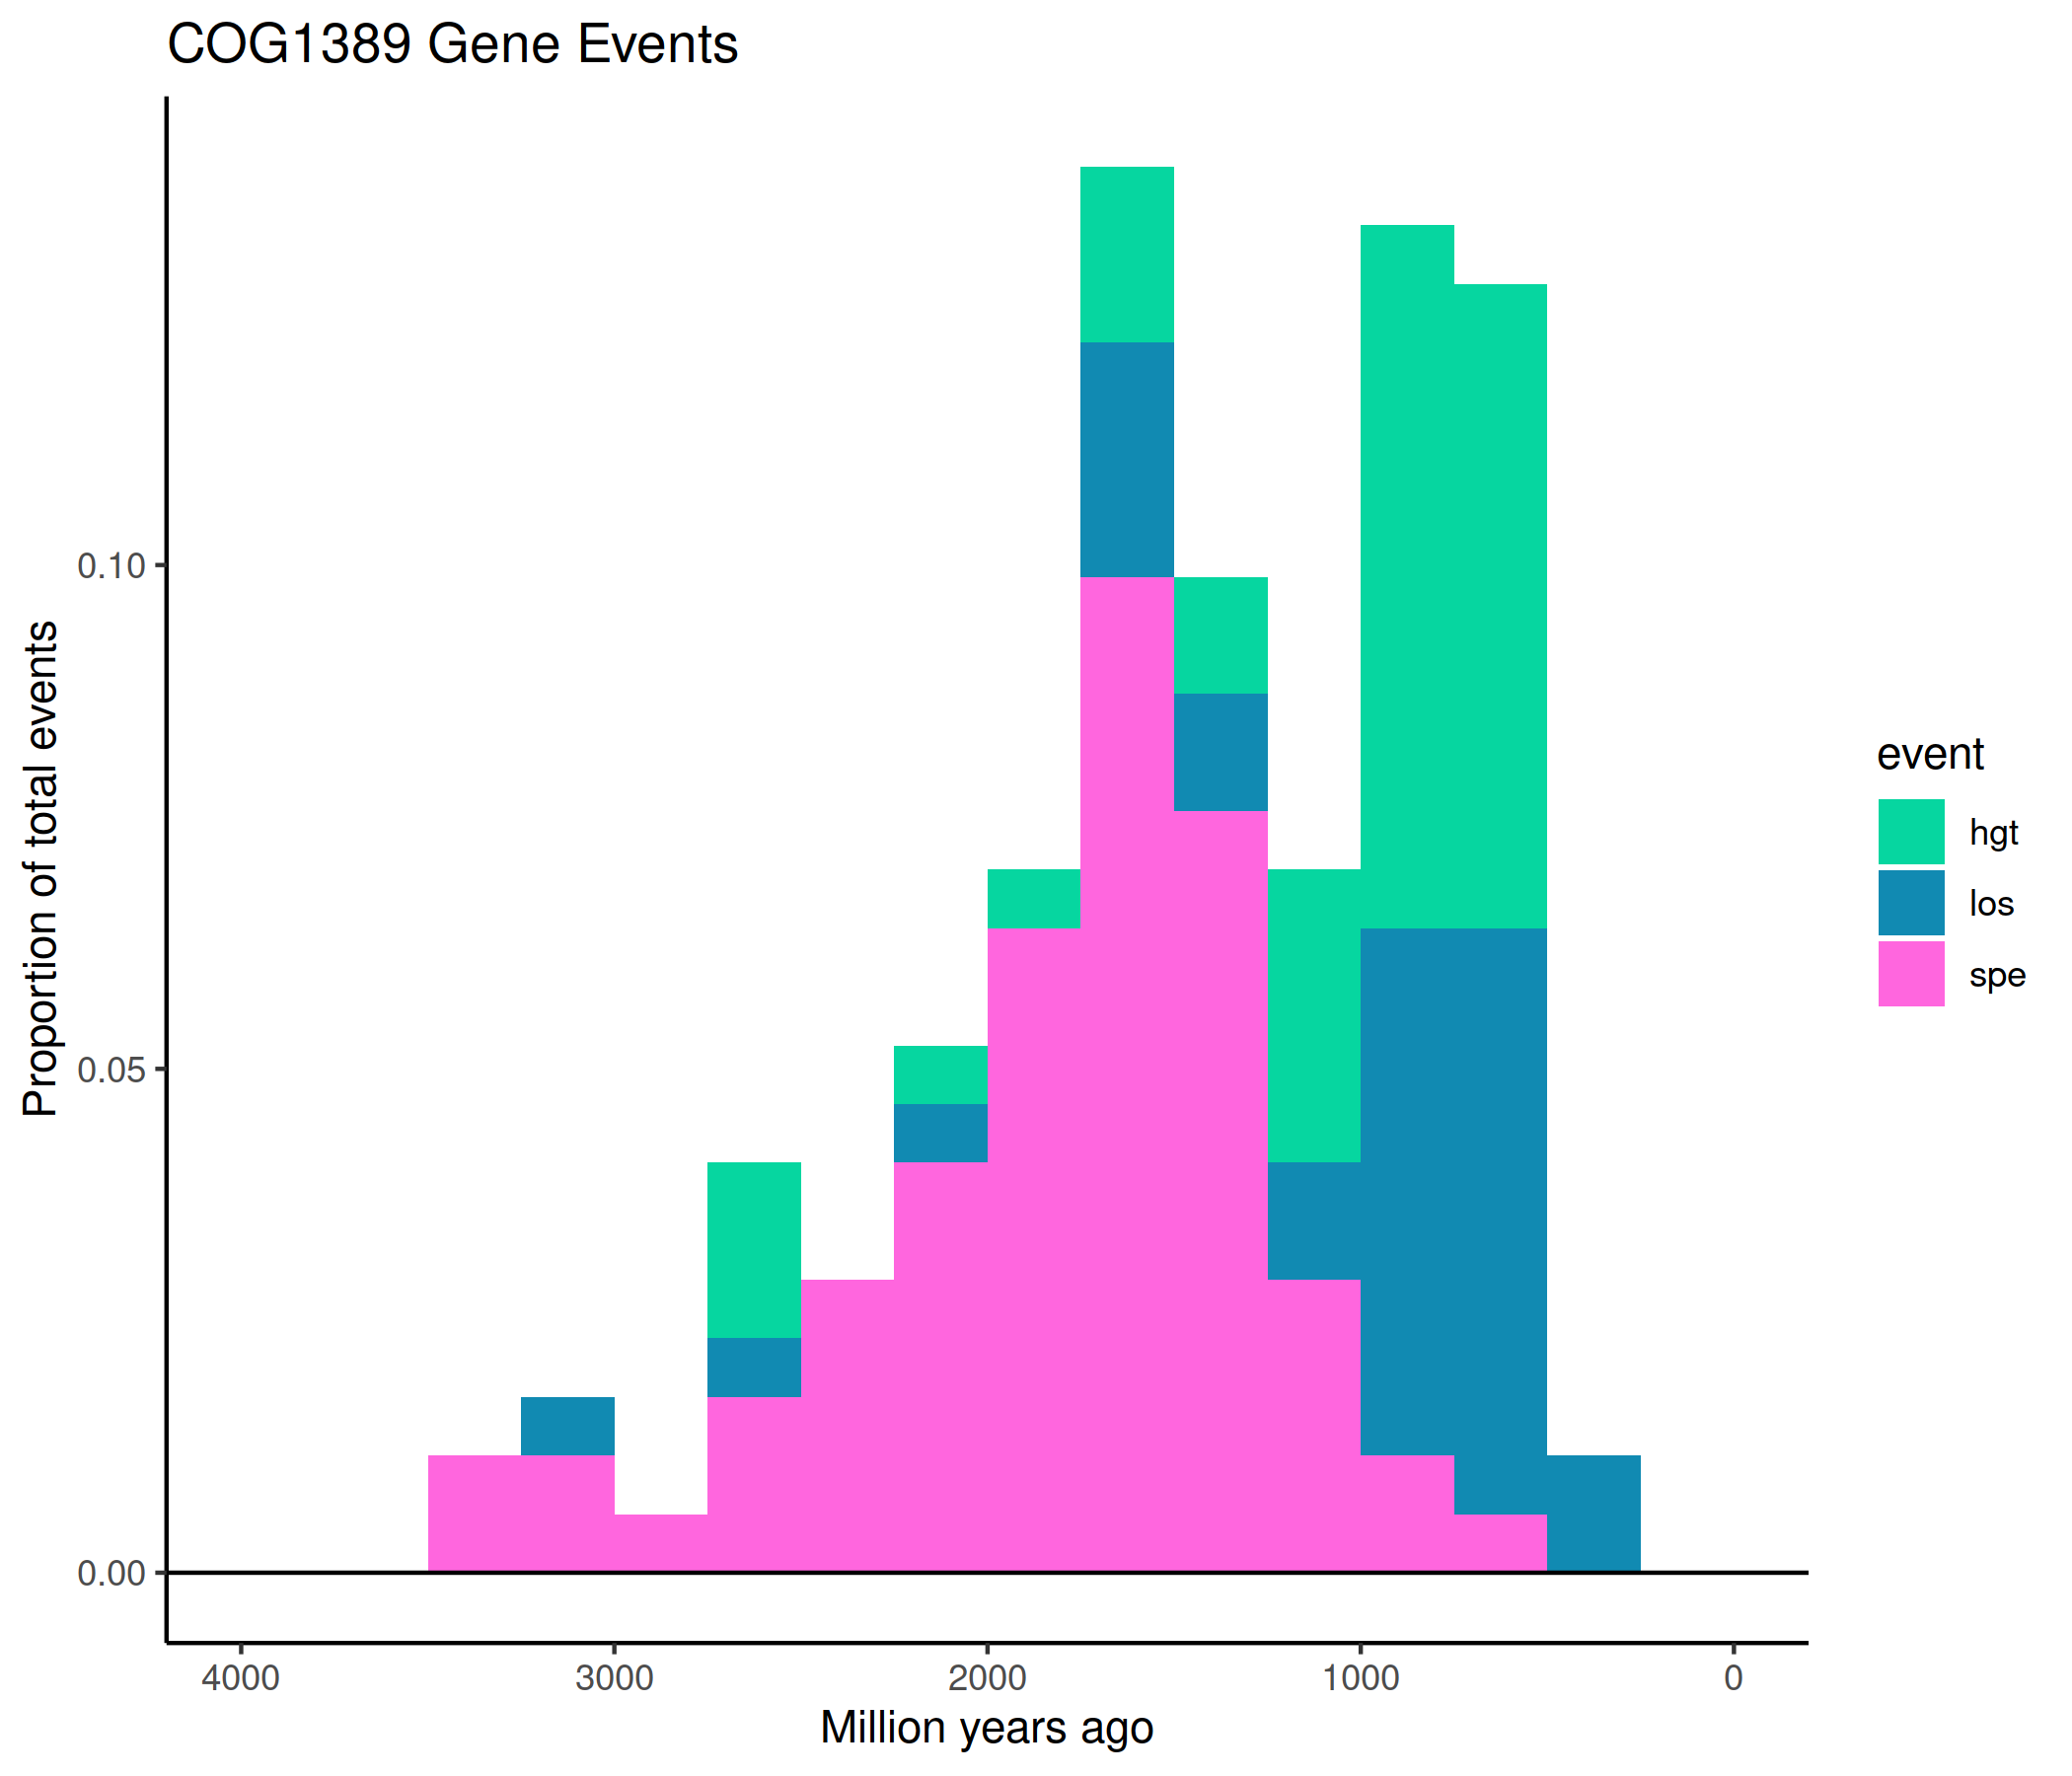 COG1389 Gene Events
Proportion of total events
0.10
0.05
0.00
4000 3000 2000 1000 0
Million years ago
event
hgt
los
spe